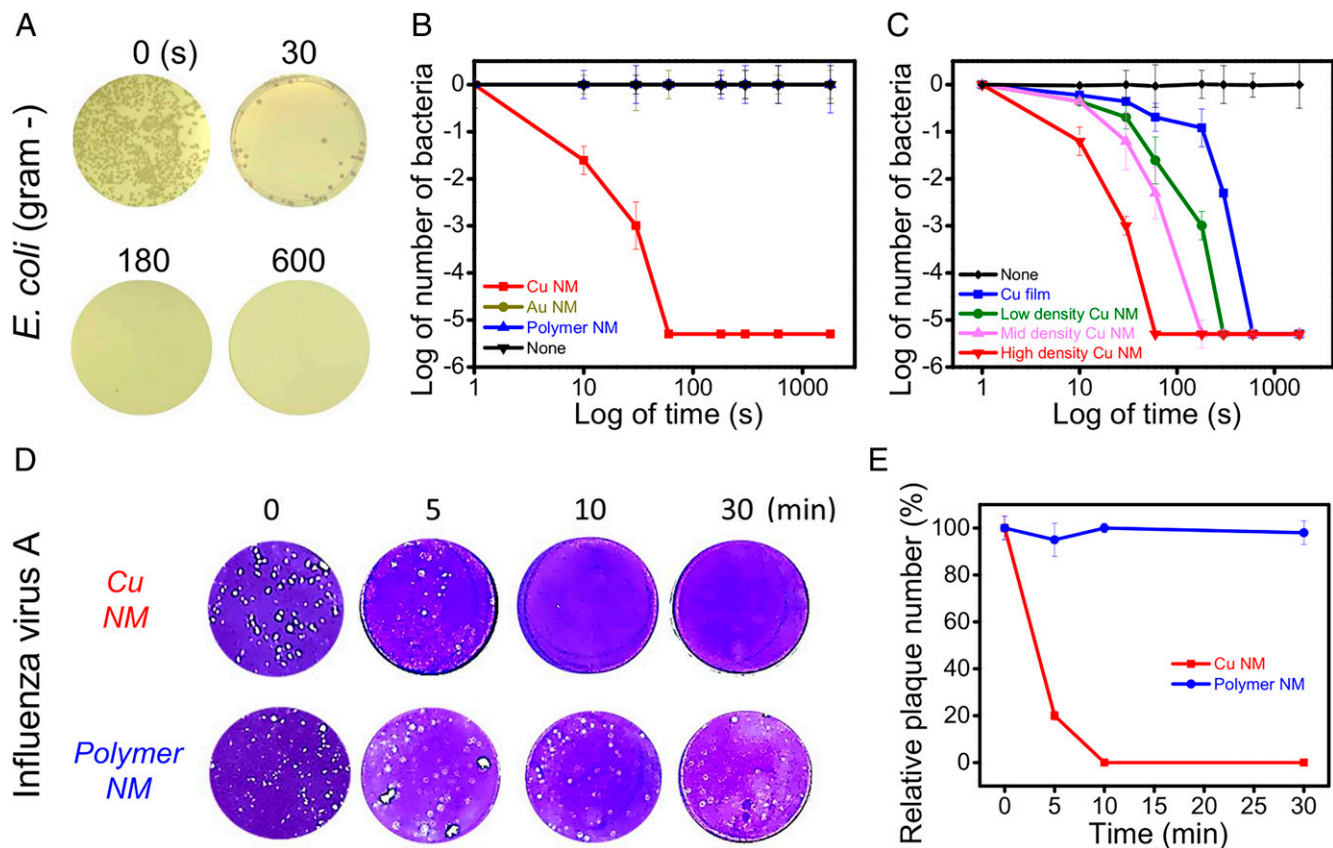 A
E. coli (gram -)
0 (s)
30
180
600
B
Log of number of bacteria
0
-1
-2
-3
-4
-5
-6
Cu NM
Au NM
Polymer NM
None
1
10
100
1000
Log of time (s)
C
Log of number of bacteria
0
-1
-2
-3
-4
-5
-6
None
Cu film
Low density Cu NM
Mid density Cu NM
High density Cu NM
1
10
100
1000
Log of time (s)
D
Influenza virus A
0
5
10
30 (min)
Cu
NM
Polymer
NM
E
Relative plaque number (%)
100
80
60
40
20
0
Cu NM
Polymer NM
0
5
10
15
20
25
30
Time (min)